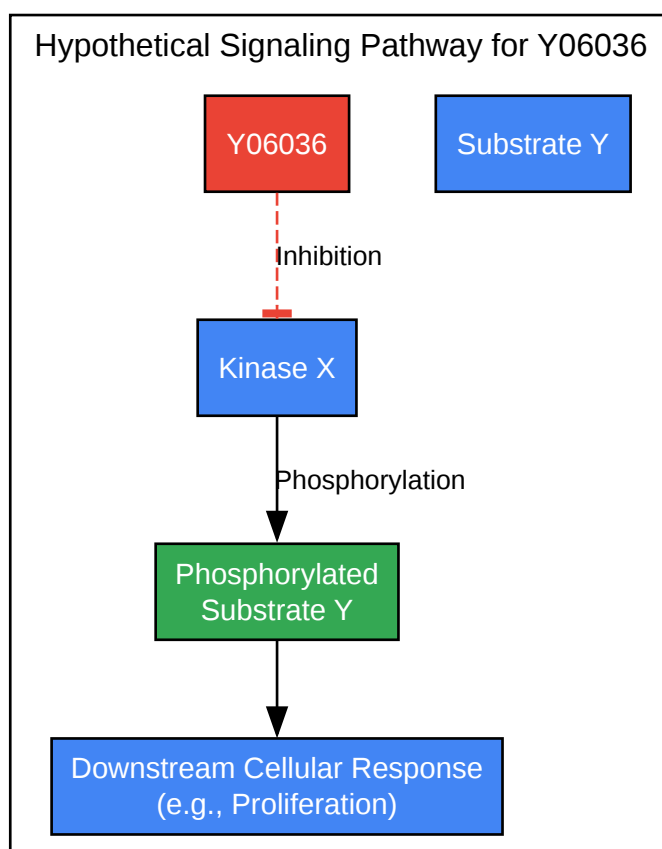 Hypothetical Signaling Pathway for Y06036
Y06036
Substrate Y
Inhibition
Kinase X
Phosphorylation
Phosphorylated
Substrate Y
Downstream Cellular Response
(e.g., Proliferation)